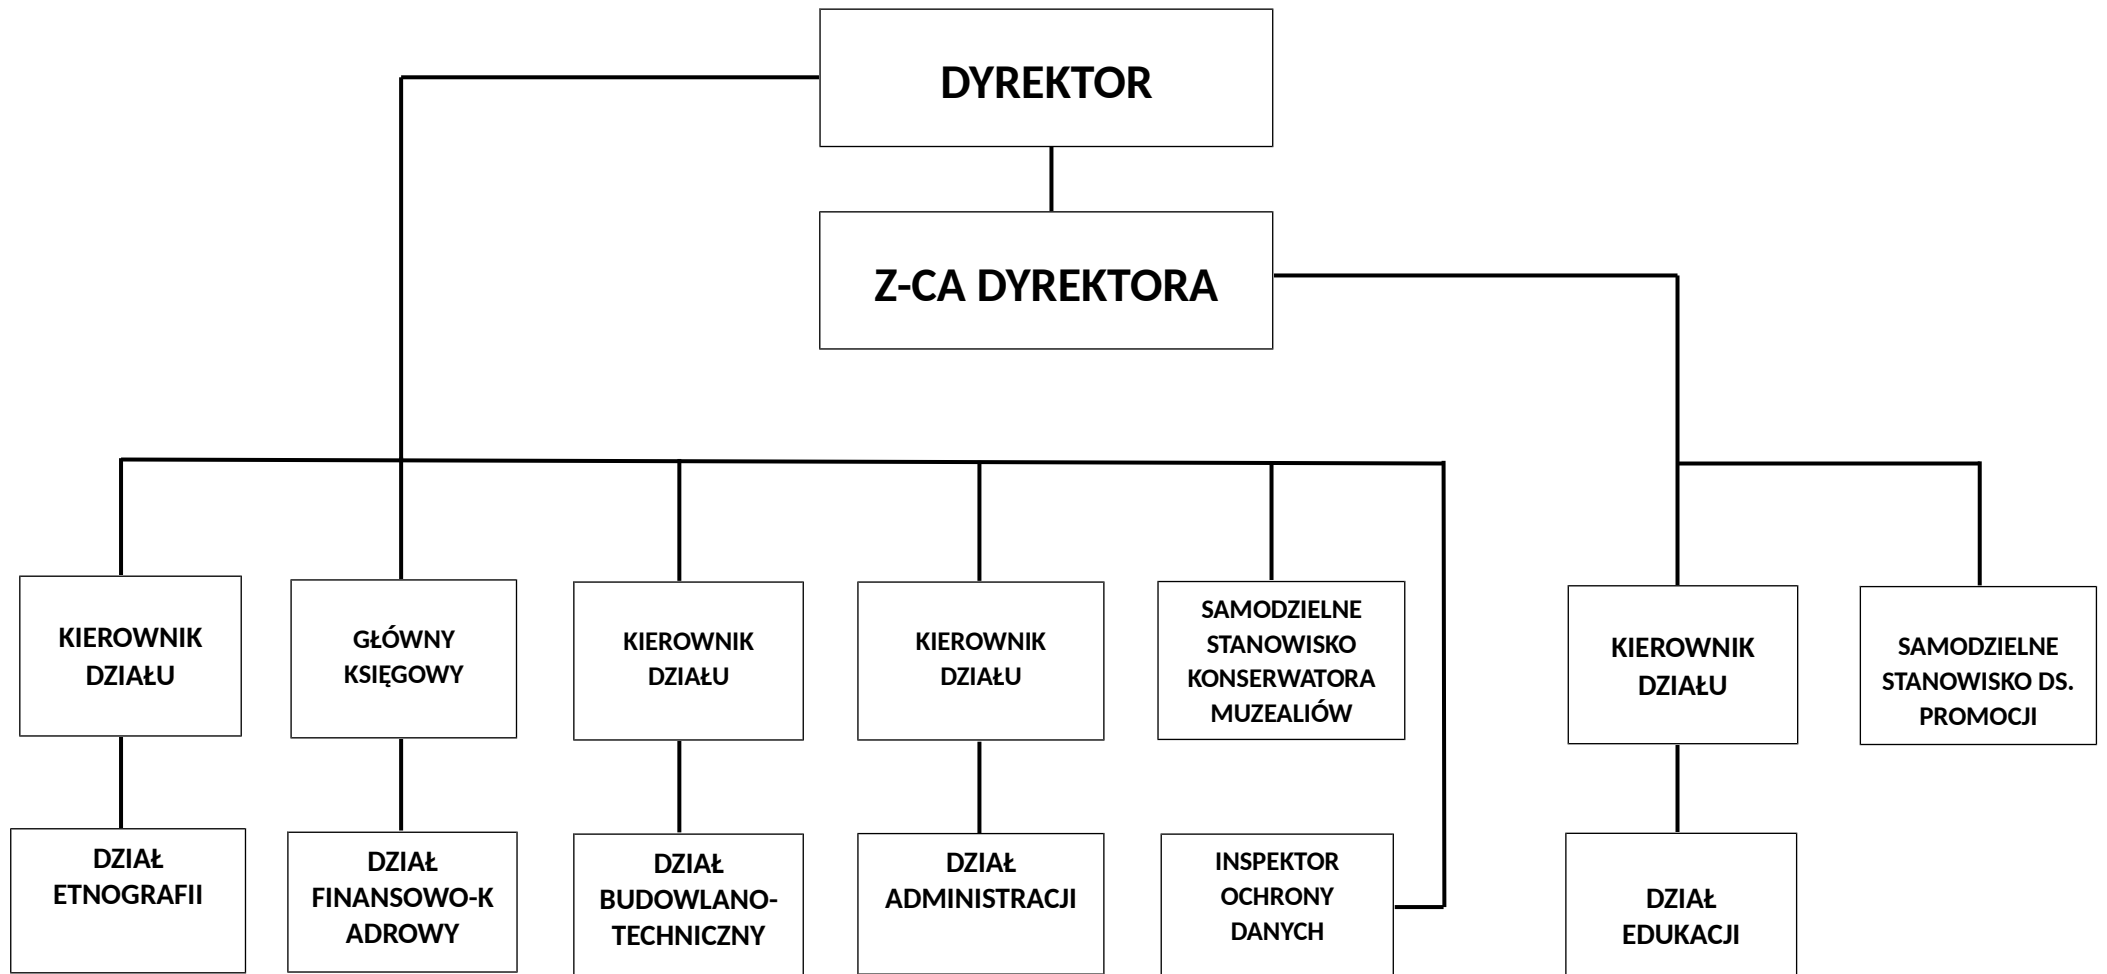 DYREKTOR
Z-CA DYREKTORA
KIEROWNIK
DZIAŁU
GŁÓWNY
KSIĘGOWY
KIEROWNIK
DZIAŁU
KIEROWNIK
DZIAŁU
SAMODZIELNE
STANOWISKO
KONSERWATORA
MUZEALIÓW
KIEROWNIK
DZIAŁU
SAMODZIELNE
STANOWISKO DS.
PROMOCJI
DZIAŁ
ETNOGRAFII
DZIAŁ
FINANSOWO-K
ADROWY
DZIAŁ
BUDOWLANO-
TECHNICZNY
DZIAŁ
ADMINISTRACJI
INSPEKTOR
OCHRONY
DANYCH
DZIAŁ
EDUKACJI